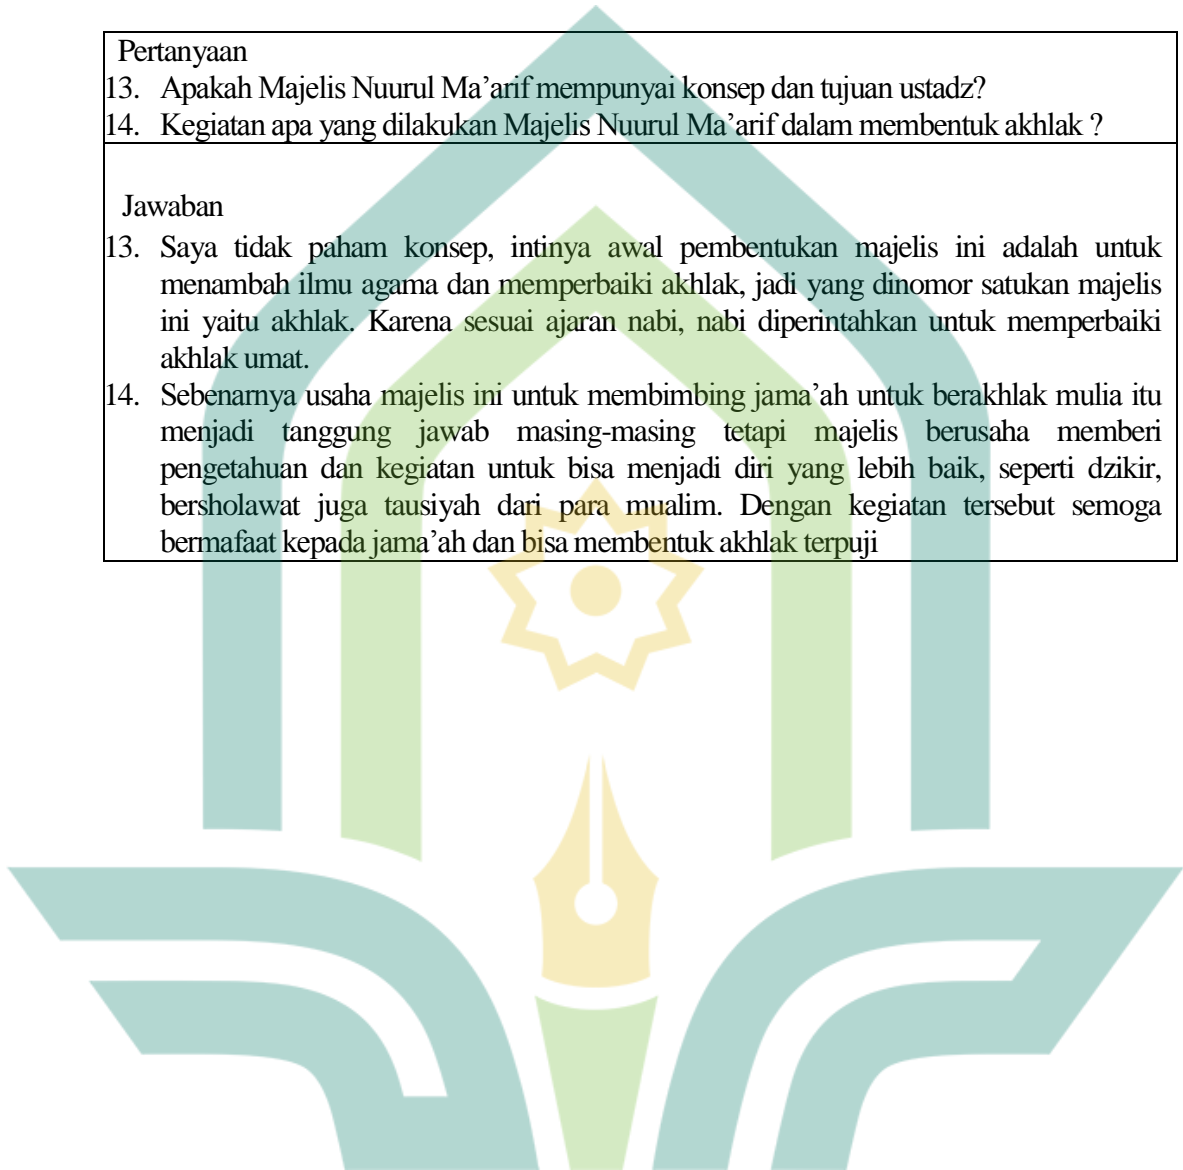 Pertanyaan
13. Apakah Majelis Nuurul Ma’arif mempunyai konsep dan tujuan ustadz?
14. Kegiatan apa yang dilakukan Majelis Nuurul Ma’arif dalam membentuk akhlak ?
Jawaban
13. Saya tidak paham konsep, intinya awal pembentukan majelis ini adalah untuk
menambah ilmu agama dan memperbaiki akhlak, jadi yang dinomor satukan majelis
ini yaitu akhlak. Karena sesuai ajaran nabi, nabi diperintahkan untuk memperbaiki
akhlak umat.
14. Sebenarnya usaha majelis ini untuk membimbing jama’ah untuk berakhlak mulia itu
menjadi tanggung jawab masing-masing tetapi majelis berusaha memberi
pengetahuan dan kegiatan untuk bisa menjadi diri yang lebih baik, seperti dzikir,
bersholawat juga tausiyah dari para mualim. Dengan kegiatan tersebut semoga
bermafaat kepada jama’ah dan bisa membentuk akhlak terpuji